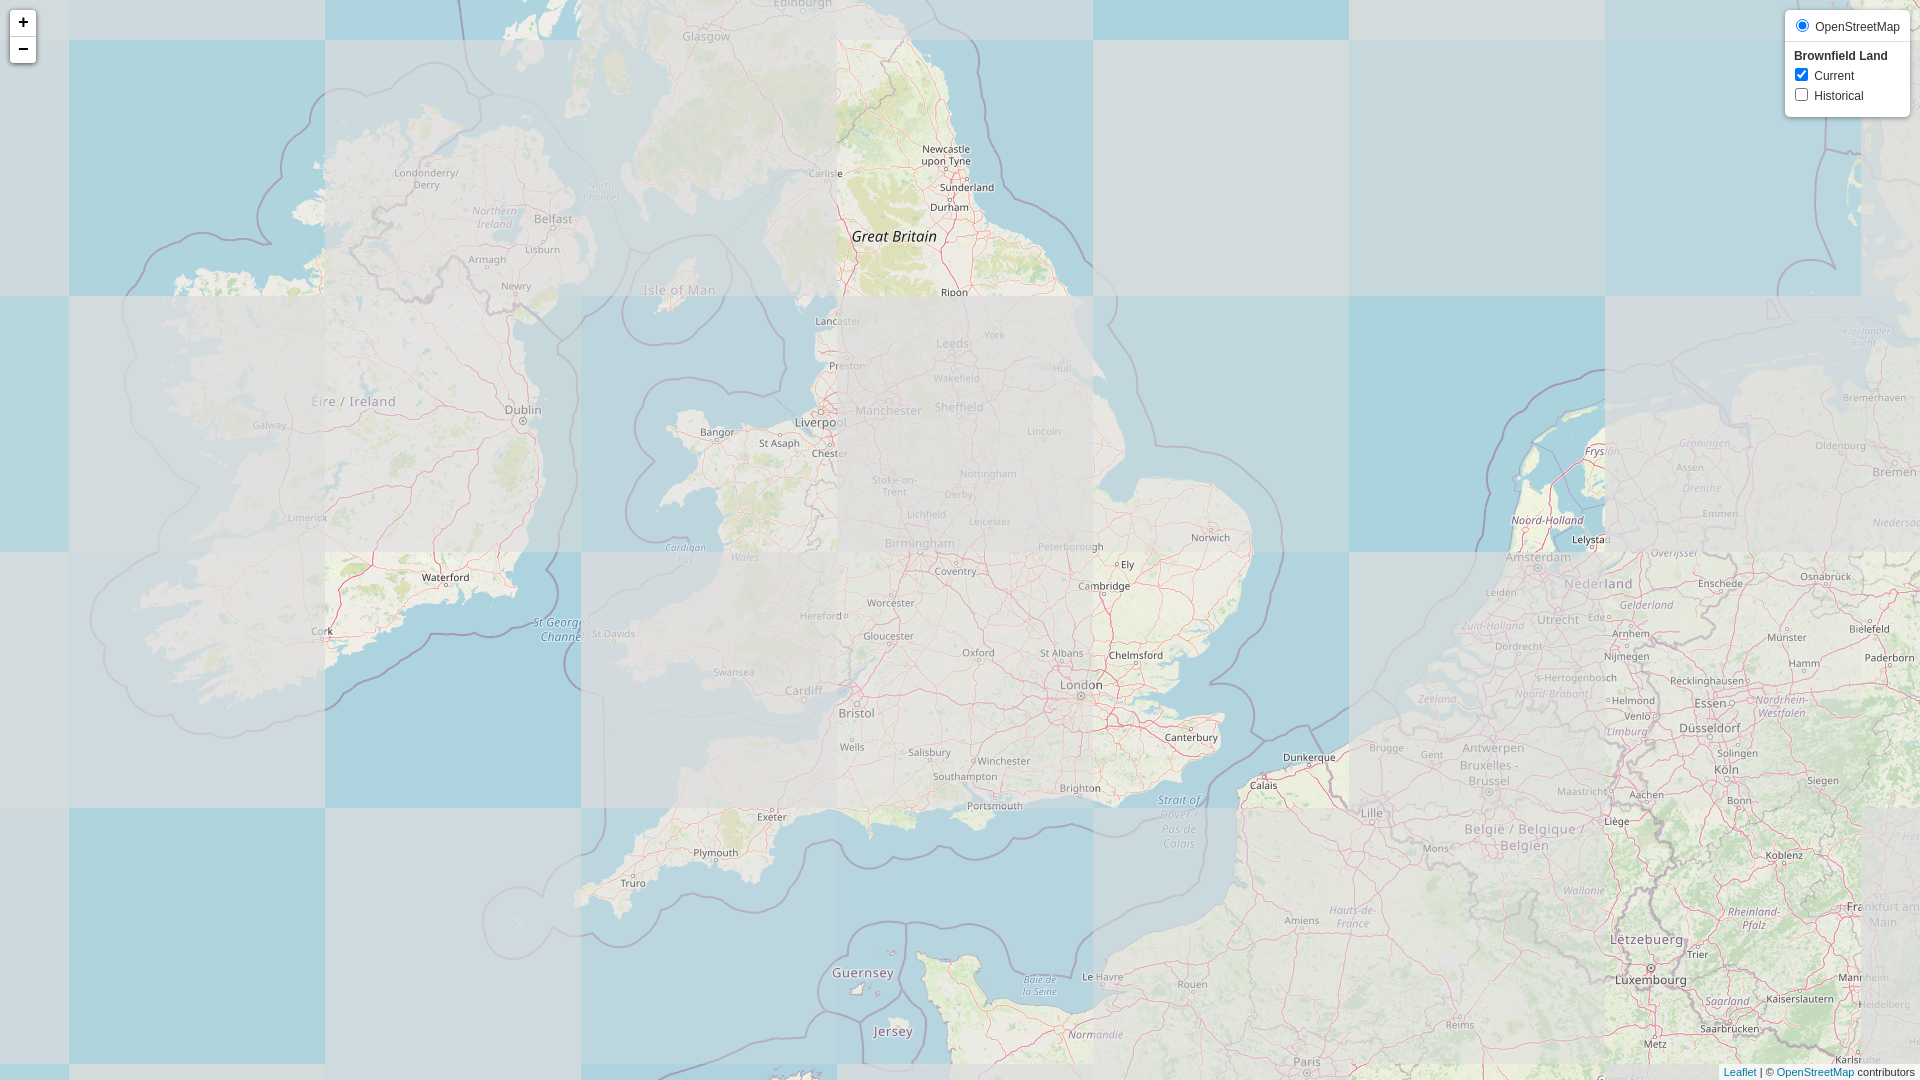 +
−
OpenStreetMap
Brownfield Land
Current
Historical
Edinburgh
Glasgow
Newcastle
upon Tyne
Londonderry/
Derry
Carlisle
North
Channel
Sunderland
Durham
Northern
Ireland
Belfast
Great Britain
Lisburn
Armagh
Newry
Isle of Man
Ripon
Lancaster
York
Leeds
Preston
Hull
Wakefield
Helgoländer
Bucht
Éire / Ireland
Dublin
Manchester
Sheffield
Liverpool
Galway
Bangor
St Asaph
Lincoln
Chester
Bremerhaven
Groningen
Oldenburg
Fryslân
Assen
Bremen
Stoke-on-
Trent
Nottingham
Derby
Drenthe
Limerick
Lichfield
Leicester
Emmen
Noord-Holland
Norwich
Birmingham
Peterborough
Lelystad
Cardigan
Bay
Wales
Amsterdam
Overijssel
Coventry
Ely
Waterford
Cambridge
Nederland
Enschede
Osnabrück
Leiden
Worcester
Gelderland
Hereford
St George's
Channel
St Davids
Cork
Gloucester
Zuid-Holland
Utrecht
Ede
Arnhem
Münster
Bielefeld
Oxford
St Albans
Chelmsford
Dordrecht
Nijmegen
Hamm
Paderborn
Swansea
Cardiff
London
's-Hertogenbosch
Recklinghausen
Zeeland
Noord-Brabant
Helmond
Essen
Nordrhein-
Westfalen
Bristol
Venlo
Düsseldorf
Limburg
Wells
Salisbury
Canterbury
Brugge
Gent
Antwerpen
Solingen
Winchester
Dunkerque
Bruxelles -
Brussel
Köln
Southampton
Calais
Siegen
Brighton
Maastricht
Aachen
Bonn
Portsmouth
Strait of
Dover /
Pas de
Calais
Exeter
Lille
Liège
België / Belgique /
Belgien
Plymouth
Mons
Koblenz
Truro
Wallonie
Hauts-de-
France
Amiens
Rheinland-
Pfalz
Frankfurt am
Main
Lëtzebuerg
Trier
Guernsey
Le Havre
Baie de
la Seine
Rouen
Luxembourg
Mannheim
Saarland
Kaiserslautern
Heidelberg
Jersey
Normandie
Reims
Saarbrücken
Metz
Karlsruhe
Paris
Leaflet | © OpenStreetMap contributors